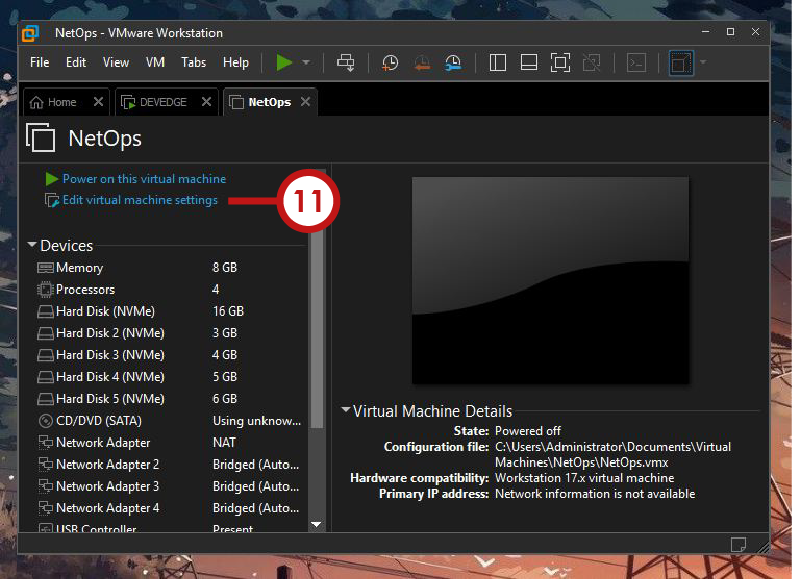 NetOps - VMware Workstation
File Edit View VM Tabs Help
Home DEVEDGE NetOps
NetOps
Power on this virtual machine
Edit virtual machine settings
11
Devices
Memory 8 GB
Processors 4
Hard Disk (NVMe) 16 GB
Hard Disk 2 (NVMe) 3 GB
Hard Disk 3 (NVMe) 4 GB
Hard Disk 4 (NVMe) 5 GB
Hard Disk 5 (NVMe) 6 GB
CD/DVD (SATA) Using unknow...
Network Adapter NAT
Network Adapter 2 Bridged (Auto...
Network Adapter 3 Bridged (Auto...
Network Adapter 4 Bridged (Auto...
USB Controller Present
Virtual Machine Details
State: Powered off
Configuration file: C:\Users\Administrator\Documents\Virtual
Machines\NetOps\NetOps.vmx
Hardware compatibility: Workstation 17.x virtual machine
Primary IP address: Network information is not available